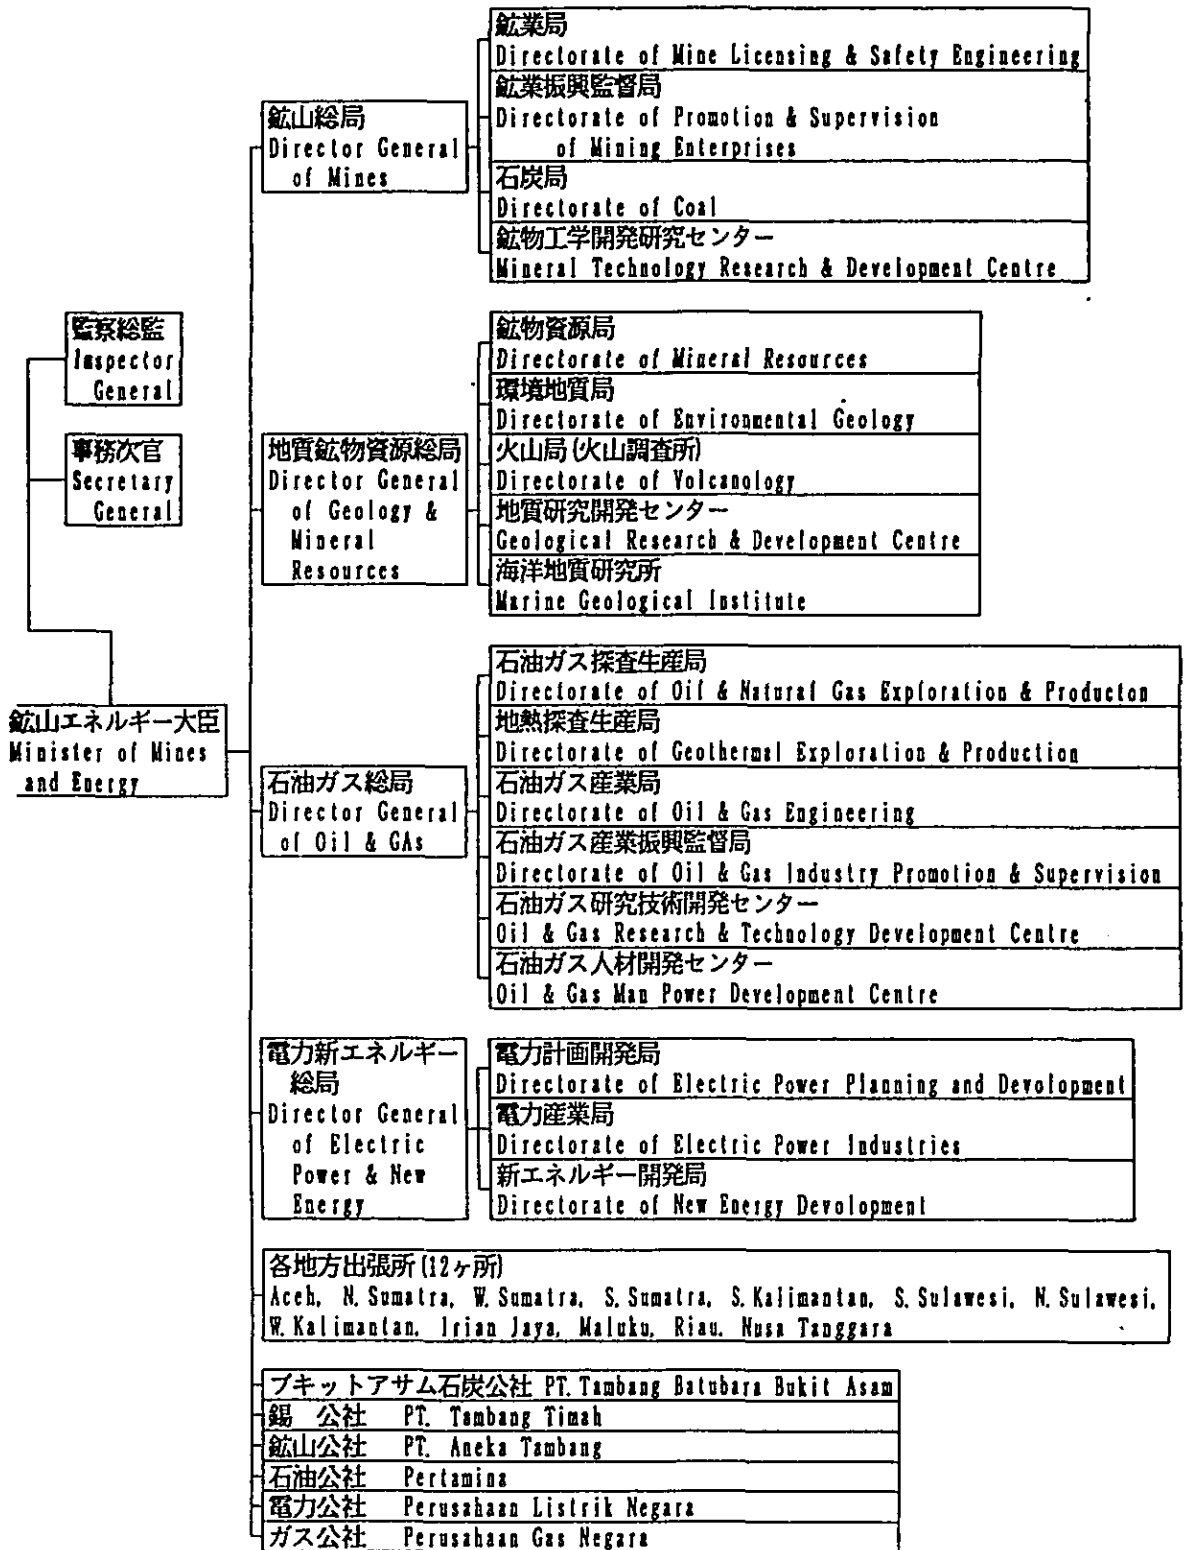 鉱業局
Directorate of Mine Licensing & Safety Engineering
鉱業振興監督局
Directorate of Promotion & Supervision
of Mining Enterprises
石炭局
Directorate of Coal
鉱物工学開発研究センター
Mineral Technology Research & Development Centre
鉱山総局
Director General
of Mines
監察総監
Inspector
General
事務次官
Secretary
General
鉱物資源局
Directorate of Mineral Resources
環境地質局
Directorate of Environmental Geology
火山局(火山調査所)
Directorate of Volcanology
地質研究開発センター
Geological Research & Development Centre
海洋地質研究所
Marine Geological Institute
地質鉱物資源総局
Director General
of Geology &
Mineral
Resources
鉱山エネルギー大臣
Minister of Mines
and Energy
石油ガス探査生産局
Directorate of Oil & Natural Gas Exploration & Producton
地熱探査生産局
Directorate of Geothermal Exploration & Production
石油ガス産業局
Directorate of Oil & Gas Engineering
石油ガス産業振興監督局
Directorate of Oil & Gas Industry Promotion & Supervision
石油ガス研究技術開発センター
Oil & Gas Research & Technology Development Centre
石油ガス人材開発センター
Oil & Gas Man Power Development Centre
石油ガス総局
Director General
of Oil & GAs
電力新エネルギー
総局
Director General
of Electric
Power & New
Energy
電力計画開発局
Directorate of Electric Power Planning and Devolopment
電力産業局
Directorate of Electric Power Industries
新エネルギー開発局
Directorate of New Energy Devolopment
各地方出張所(12ヶ所)
Aceh, N.Sumatra, W.Sumatra, S.Sumatra, S.Kalimantan, S.Sulawesi, N.Sulawesi,
W.Kalimantan, Irian Jaya, Maluku, Riau, Nusa Tanggara
ブキットアサム石炭公社 PT.Tambang Batubara Bukit Asam
錫 公社 PT. Tambang Timah
鉱山公社 PT. Aneka Tambang
石油公社 Pertamina
電力公社 Perusahaan Listrik Negara
ガス公社 Perusahaan Gas Negara